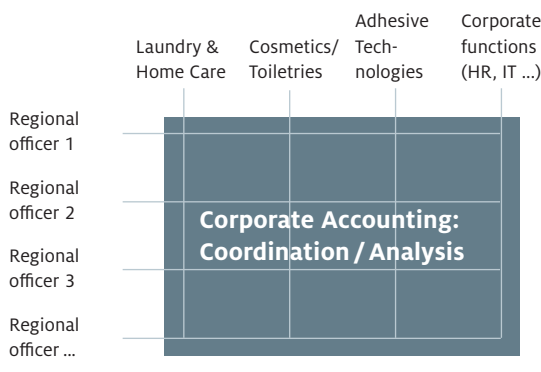 Laundry &
Home Care
Cosmetics/
Toiletries
Adhesive
Tech-
nologies
Corporate
functions
(HR, IT ...)
Regional
officer 1
Regional
officer 2
Regional
officer 3
Regional
officer ...
Corporate Accounting:
Coordination / Analysis